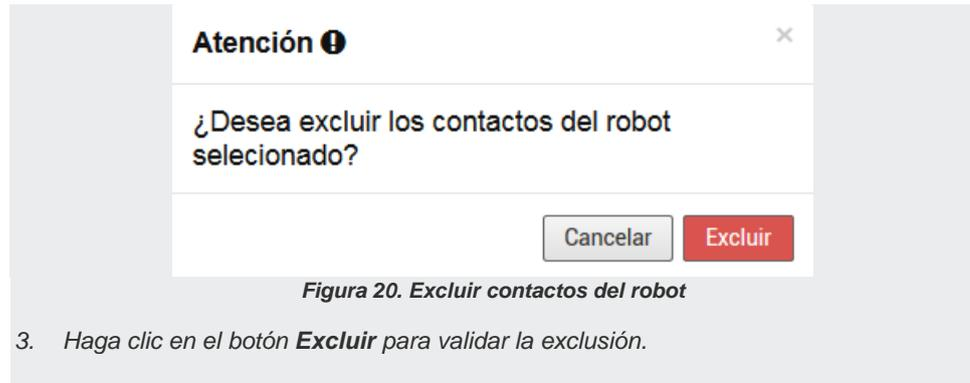 Atención
×
¿Desea excluir los contactos del robot
selecionado?
Cancelar Excluir
Figura 20. Excluir contactos del robot
3. Haga clic en el botón Excluir para validar la exclusión.